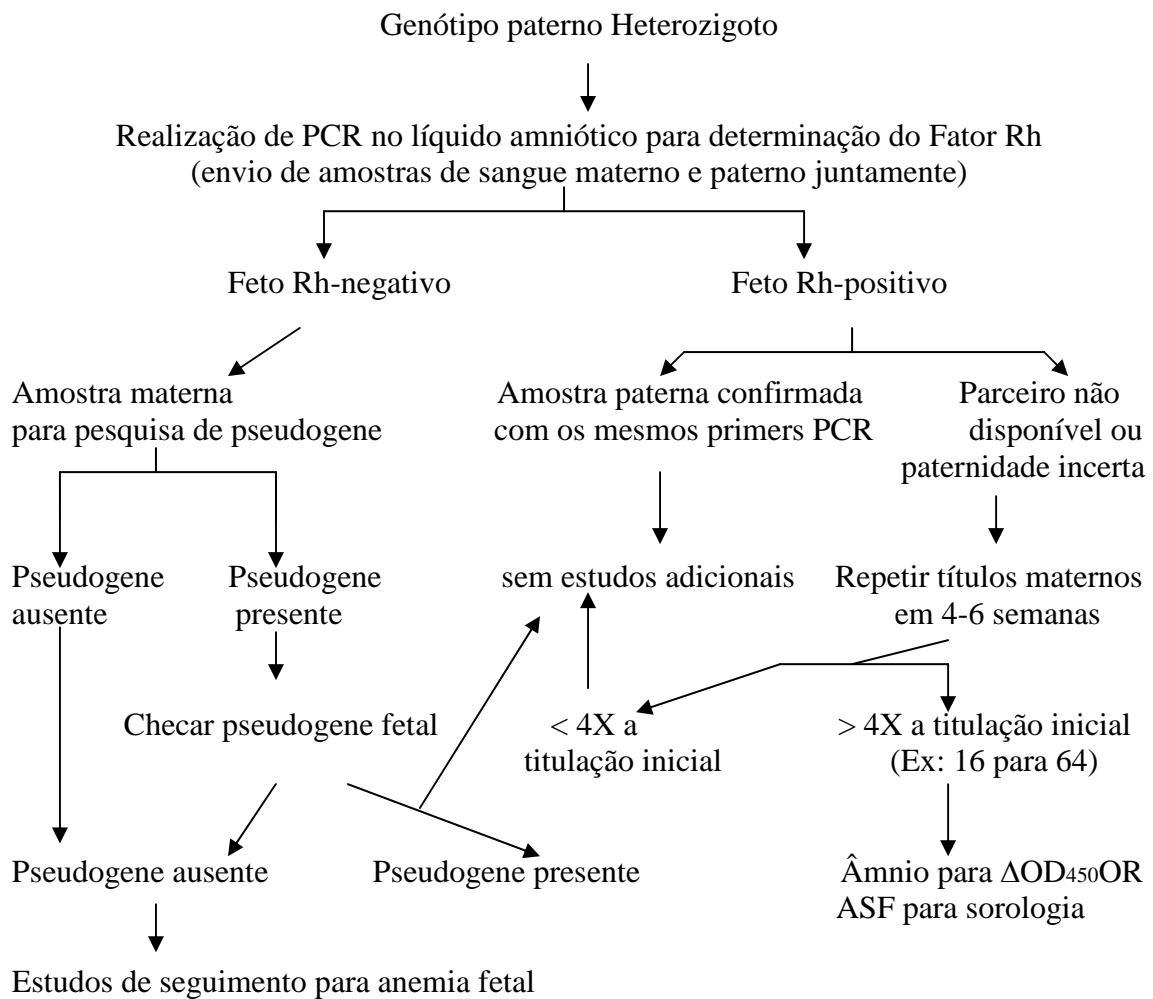 Genótipo paterno Heterozigoto
Realização de PCR no líquido amniótico para determinação do Fator Rh
(envio de amostras de sangue materno e paterno juntamente)
Feto Rh-negativo
Feto Rh-positivo
Amostra materna
para pesquisa de pseudogene
Amostra paterna confirmada
com os mesmos primers PCR
Parceiro não
disponível ou
paternidade incerta
Pseudogene
ausente
Pseudogene
presente
sem estudos adicionais
Repetir títulos maternos
em 4-6 semanas
Checar pseudogene fetal
< 4X a
titulação inicial
> 4X a titulação inicial
(Ex: 16 para 64)
Pseudogene ausente
Pseudogene presente
Âmnio para ΔOD450OR
ASF para sorologia
Estudos de seguimento para anemia fetal